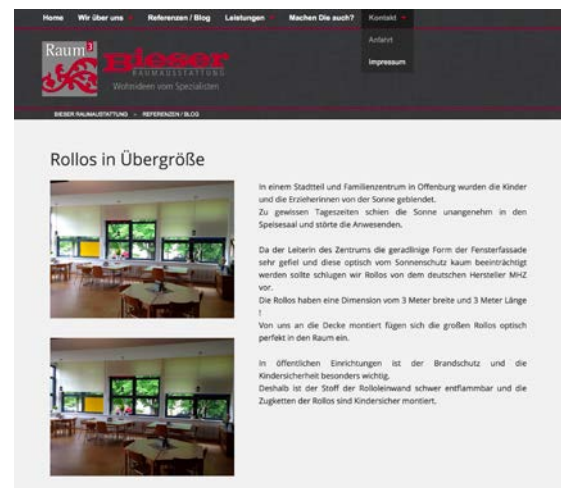 Home Wir über uns Referenzen / Blog Leistungen Machen Die auch? Kontakt
Anfahrt
Impressum
Raum³
Bieser
RAUMAUSSTATTUNG
Wohnideen vom Spezialisten
BIESER RAUMAUSTATTUNG » REFERENZEN / BLOG
Rollos in Übergröße
In einem Stadtteil und Familienzentrum in Offenburg wurden die Kinder
und die Erzieherinnen von der Sonne geblendet.
Zu gewissen Tageszeiten schien die Sonne unangenehm in den
Speisesaal und störte die Anwesenden.
Da der Leiterin des Zentrums die geradlinige Form der Fensterfassade
sehr gefiel und diese optisch vom Sonnenschutz kaum beeinträchtigt
werden sollte schlugen wir Rollos von dem deutschen Hersteller MHZ
vor.
Die Rollos haben eine Dimension vom 3 Meter breite und 3 Meter Länge
!
Von uns an die Decke montiert fügen sich die großen Rollos optisch
perfekt in den Raum ein.
In öffentlichen Einrichtungen ist der Brandschutz und die
Kindersicherheit besonders wichtig.
Deshalb ist der Stoff der Rolloleinwand schwer entflammbar und die
Zugketten der Rollos sind Kindersicher montiert.